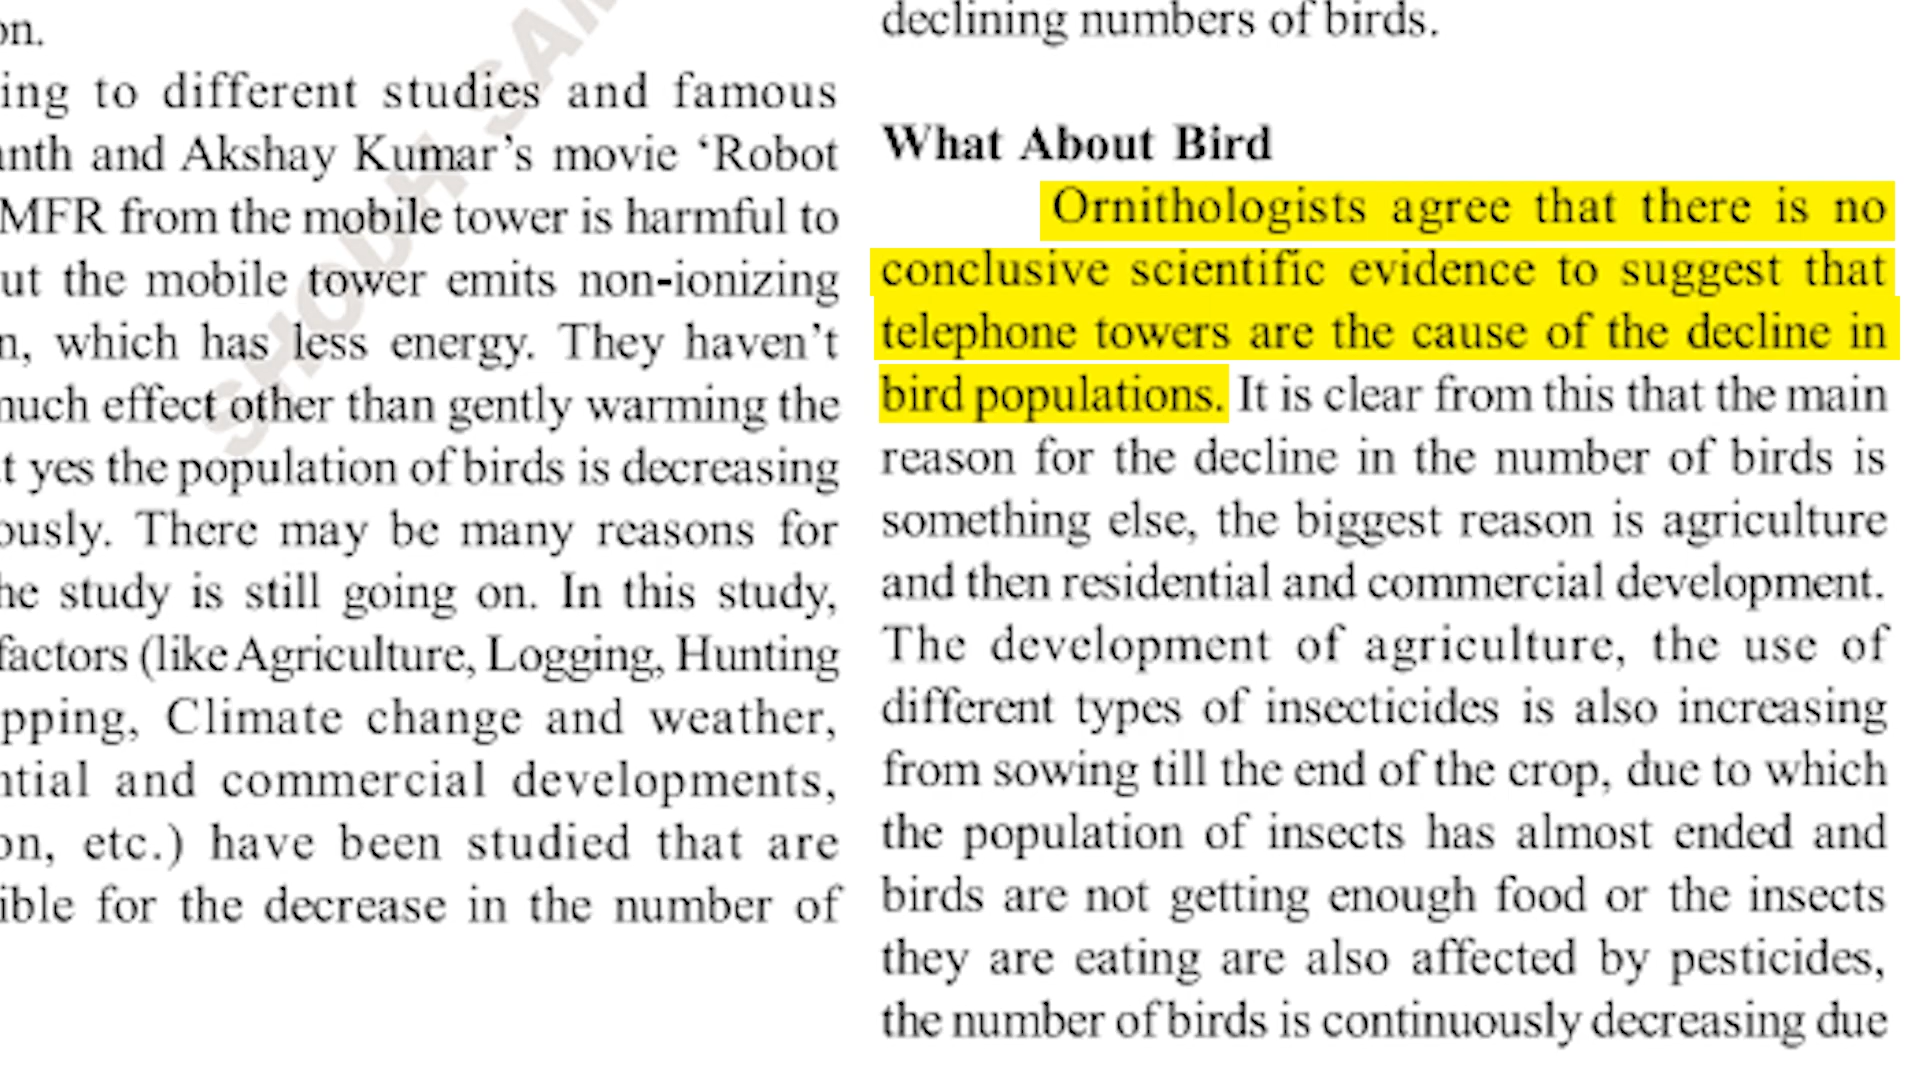 on.
ing to different studies and famous
anth and Akshay Kumar's movie ‘Robot
MFR from the mobile tower is harmful to
ut the mobile tower emits non-ionizing
n, which has less energy. They haven't
much effect other than gently warming the
t yes the population of birds is decreasing
ously. There may be many reasons for
he study is still going on. In this study,
factors (like Agriculture, Logging, Hunting
pping, Climate change and weather,
ntial and commercial developments,
on, etc.) have been studied that are
ible for the decrease in the number of
declining numbers of birds.
What About Bird
Ornithologists agree that there is no
conclusive scientific evidence to suggest that
telephone towers are the cause of the decline in
bird populations. It is clear from this that the main
reason for the decline in the number of birds is
something else, the biggest reason is agriculture
and then residential and commercial development.
The development of agriculture, the use of
different types of insecticides is also increasing
from sowing till the end of the crop, due to which
the population of insects has almost ended and
birds are not getting enough food or the insects
they are eating are also affected by pesticides,
the number of birds is continuously decreasing due
SHODH SAM